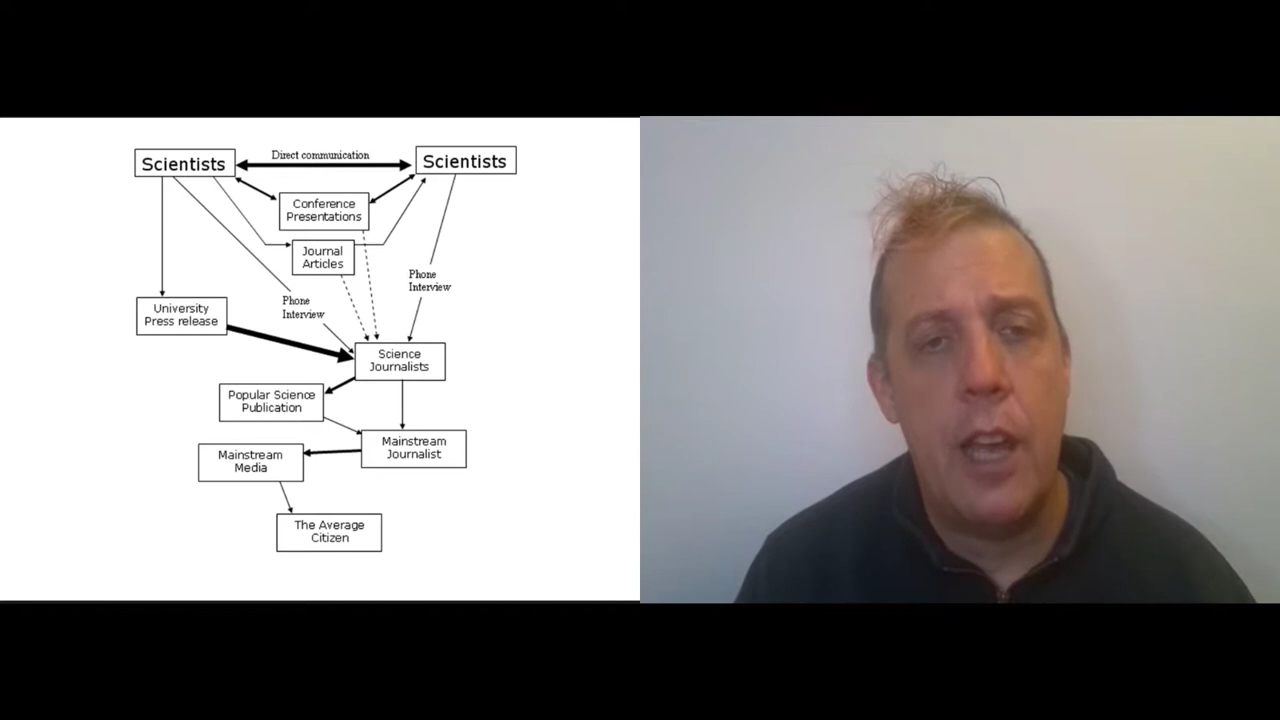 Direct communication
Scientists
Scientists
Conference
Presentations
Journal
Articles
Phone
Interview
Phone
Interview
University
Press release
Science
Journalists
Popular Science
Publication
Mainstream
Journalist
Mainstream
Media
The Average
Citizen